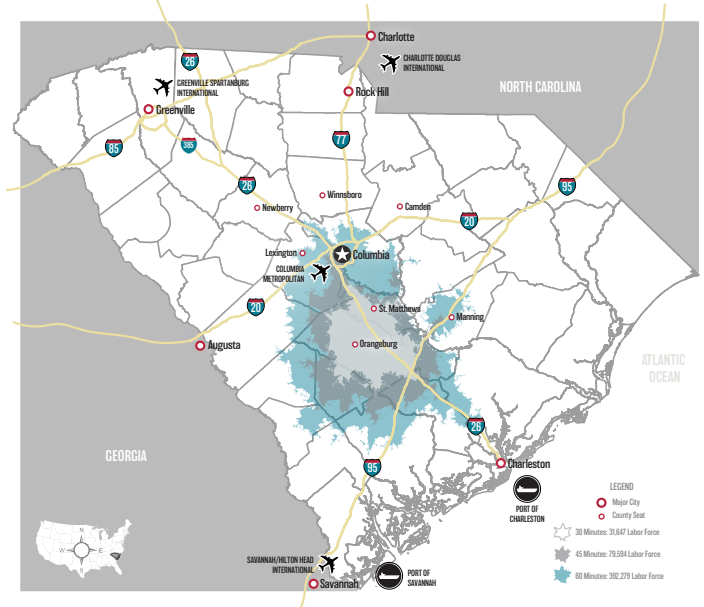 Charlotte
CHARLOTTE DOUGLAS
INTERNATIONAL
26
GREENVILLE SPARTANBURG
INTERNATIONAL
NORTH CAROLINA
Rock Hill
Greenville
77
85
385
26
95
Winnsboro
Newberry
Camden
20
Lexington
Columbia
COLUMBIA
METROPOLITAN
20
St. Matthews
Manning
Orangeburg
Augusta
ATLANTIC
OCEAN
26
GEORGIA
95
Charleston
PORT OF
CHARLESTON
LEGEND
Major City
County Seat
30 Minutes: 31,647 Labor Force
45 Minutes: 79,594 Labor Force
60 Minutes: 392,279 Labor Force
N
W
E
S
SAVANNAH/HILTON HEAD
INTERNATIONAL
PORT OF
SAVANNAH
Savannah